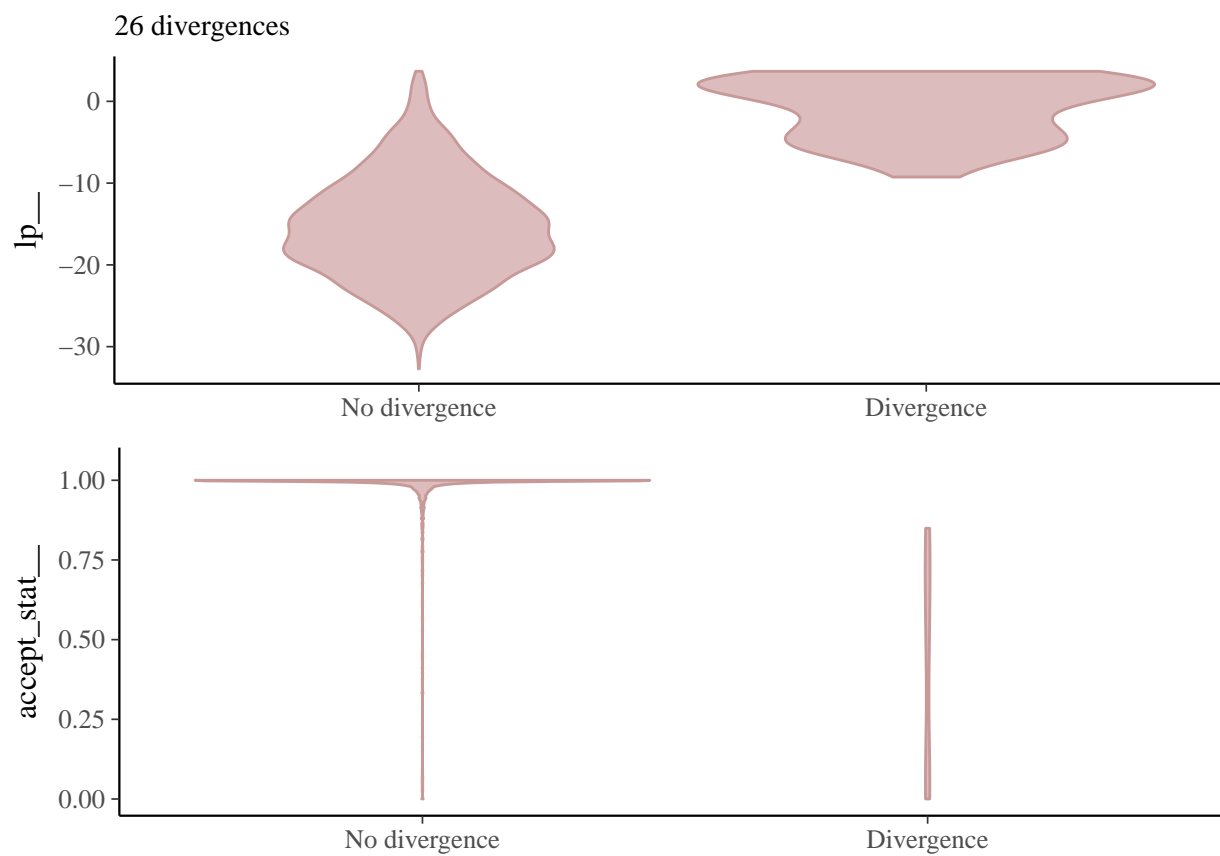 26 divergences
lp__
0
−10
−20
−30
No divergence
Divergence
accept_stat__
1.00
0.75
0.50
0.25
0.00
No divergence
Divergence